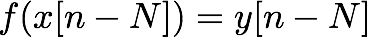 f(x[n − N]) = y[n − N]